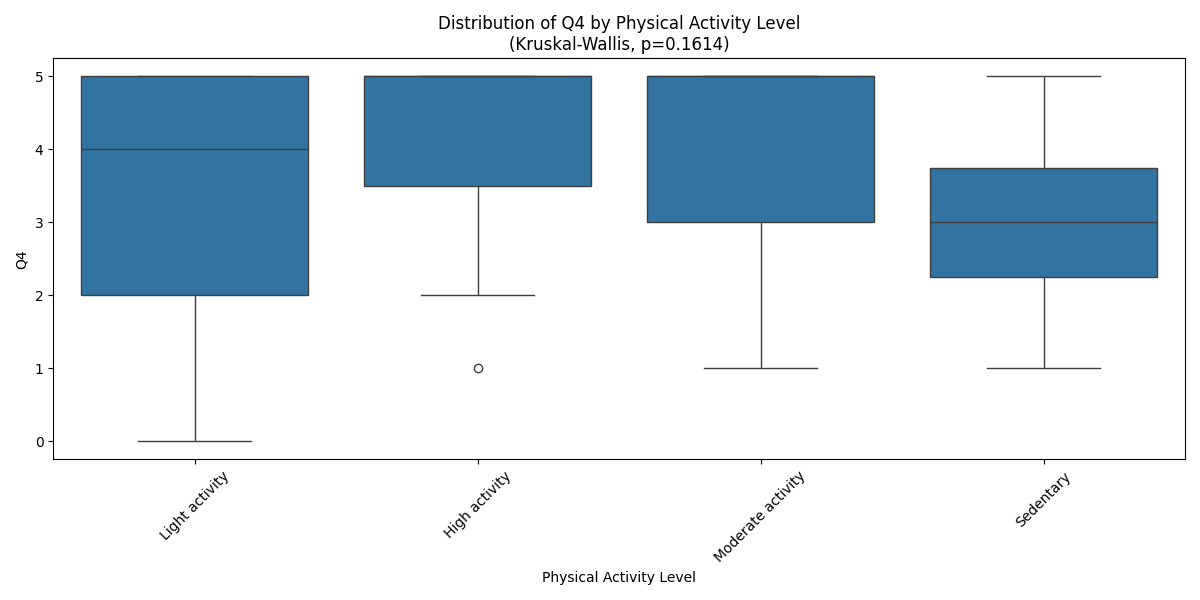 Distribution of Q4 by Physical Activity Level
(Kruskal-Wallis, p=0.1614)
5
4
3
2
1
0
Q4
Light activity
High activity
Moderate activity
Sedentary
Physical Activity Level